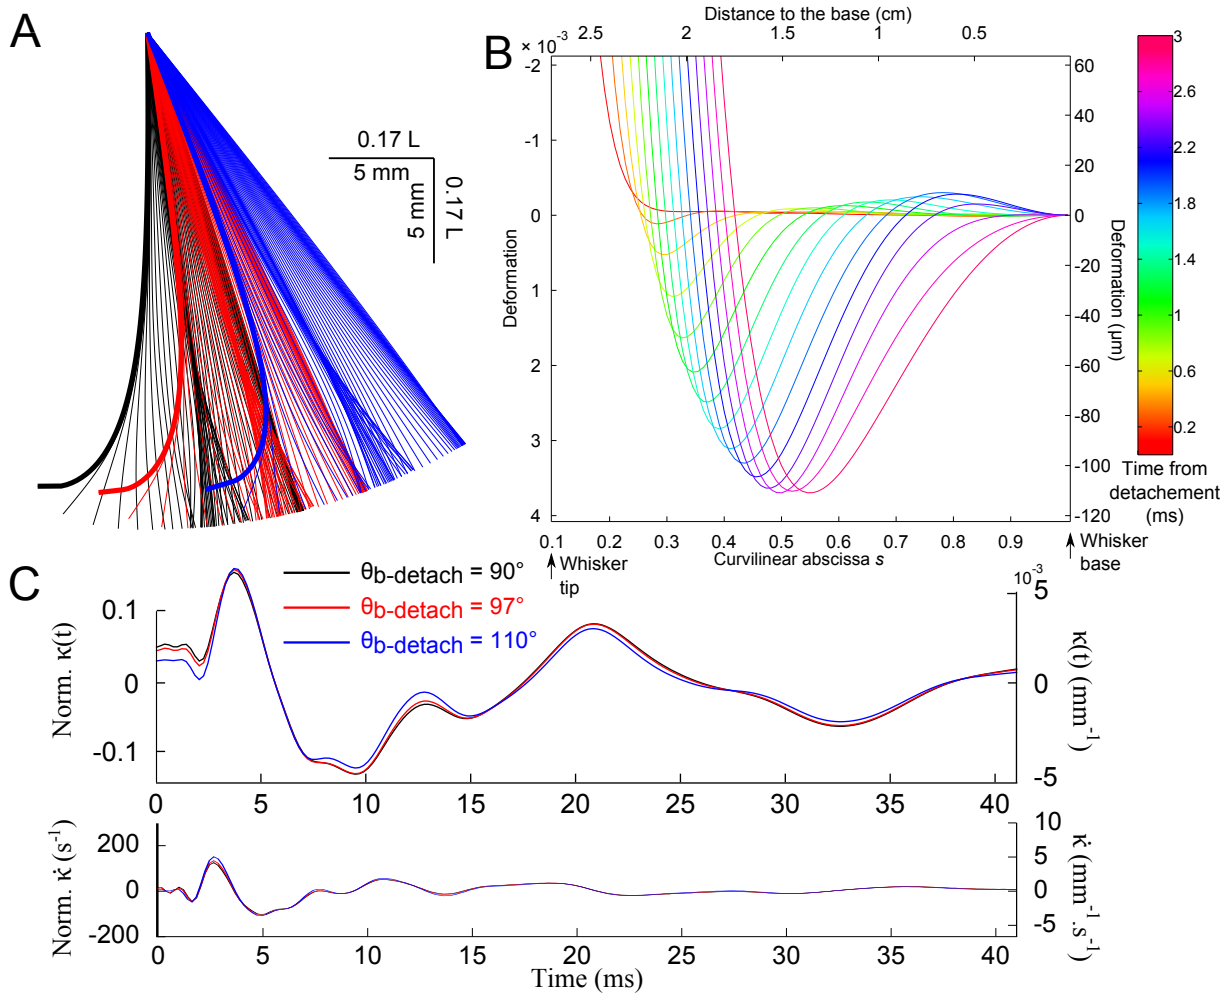 A
0.17 L
5 mm
0.17 L
5 mm
B
Distance to the base (cm)
2.5 2 1.5 1 0.5
× 10-3
-2
-1
0
1
2
3
4
Deformation
60
40
20
0
-20
-40
-60
-80
-100
-120
Deformation (µm)
0.1 0.2 0.3 0.4 0.5 0.6 0.7 0.8 0.9
Curvilinear abscissa s
Whisker
tip
Whisker
base
3
2.6
2.2
1.8
1.4
1
0.6
0.2
Time from
detachement
(ms)
C
θb-detach = 90°
θb-detach = 97°
θb-detach = 110°
0.1
0
-0.1
Norm. κ(t)
10-3
5
0
-5
κ(t) (mm-1)
0 5 10 15 20 25 30 35 40
200
0
-200
Norm. κ̇ (s-1)
10
5
0
-5
κ̇ (mm-1.s-1)
0 5 10 15 20 25 30 35 40
Time (ms)